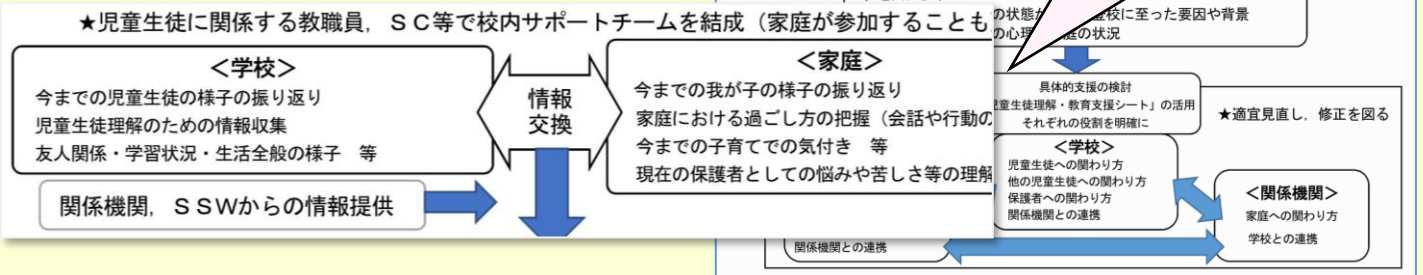 ★児童生徒に関係する教職員，ＳＣ等で校内サポートチームを結成（家庭が参加することも
＜学校＞
今までの児童生徒の様子の振り返り
児童生徒理解のための情報収集
友人関係・学習状況・生活全般の様子　等
情報
交換
＜家庭＞
今までの我が子の様子の振り返り
家庭における過ごし方の把握（会話や行動の
今までの子育てでの気付き　等
現在の保護者としての悩みや苦しさ等の理解
関係機関，ＳＳＷからの情報提供
の状態
登校に至った要因や背景
の心理
の状況
具体的支援の検討
児童生徒理解・教育支援シート」の活用
それぞれの役割を明確に
★適宜見直し，修正を図る
＜学校＞
児童生徒への関わり方
他の児童生徒への関わり方
保護者への関わり方
関係機関との連携
＜関係機関＞
家庭への関わり方
学校との連携
関係機関との連携